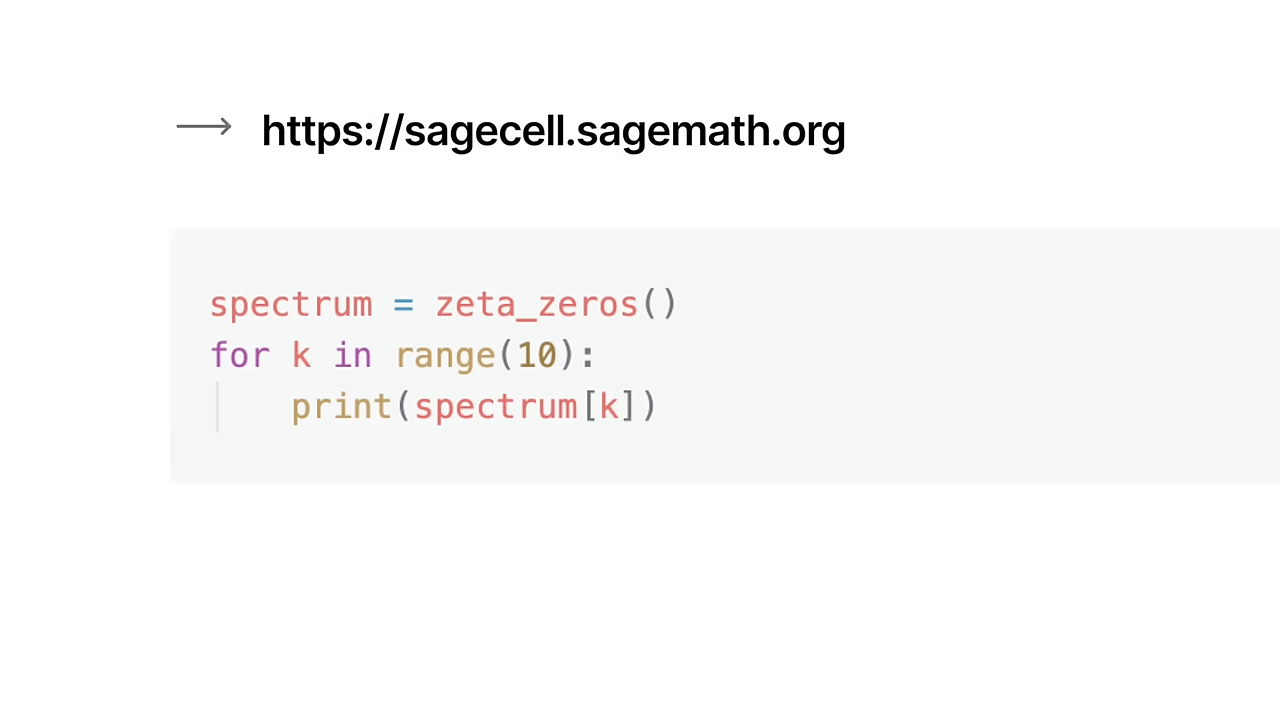 https://sagecell.sagemath.org
spectrum = zeta_zeros()
for k in range(10):
    print(spectrum[k])